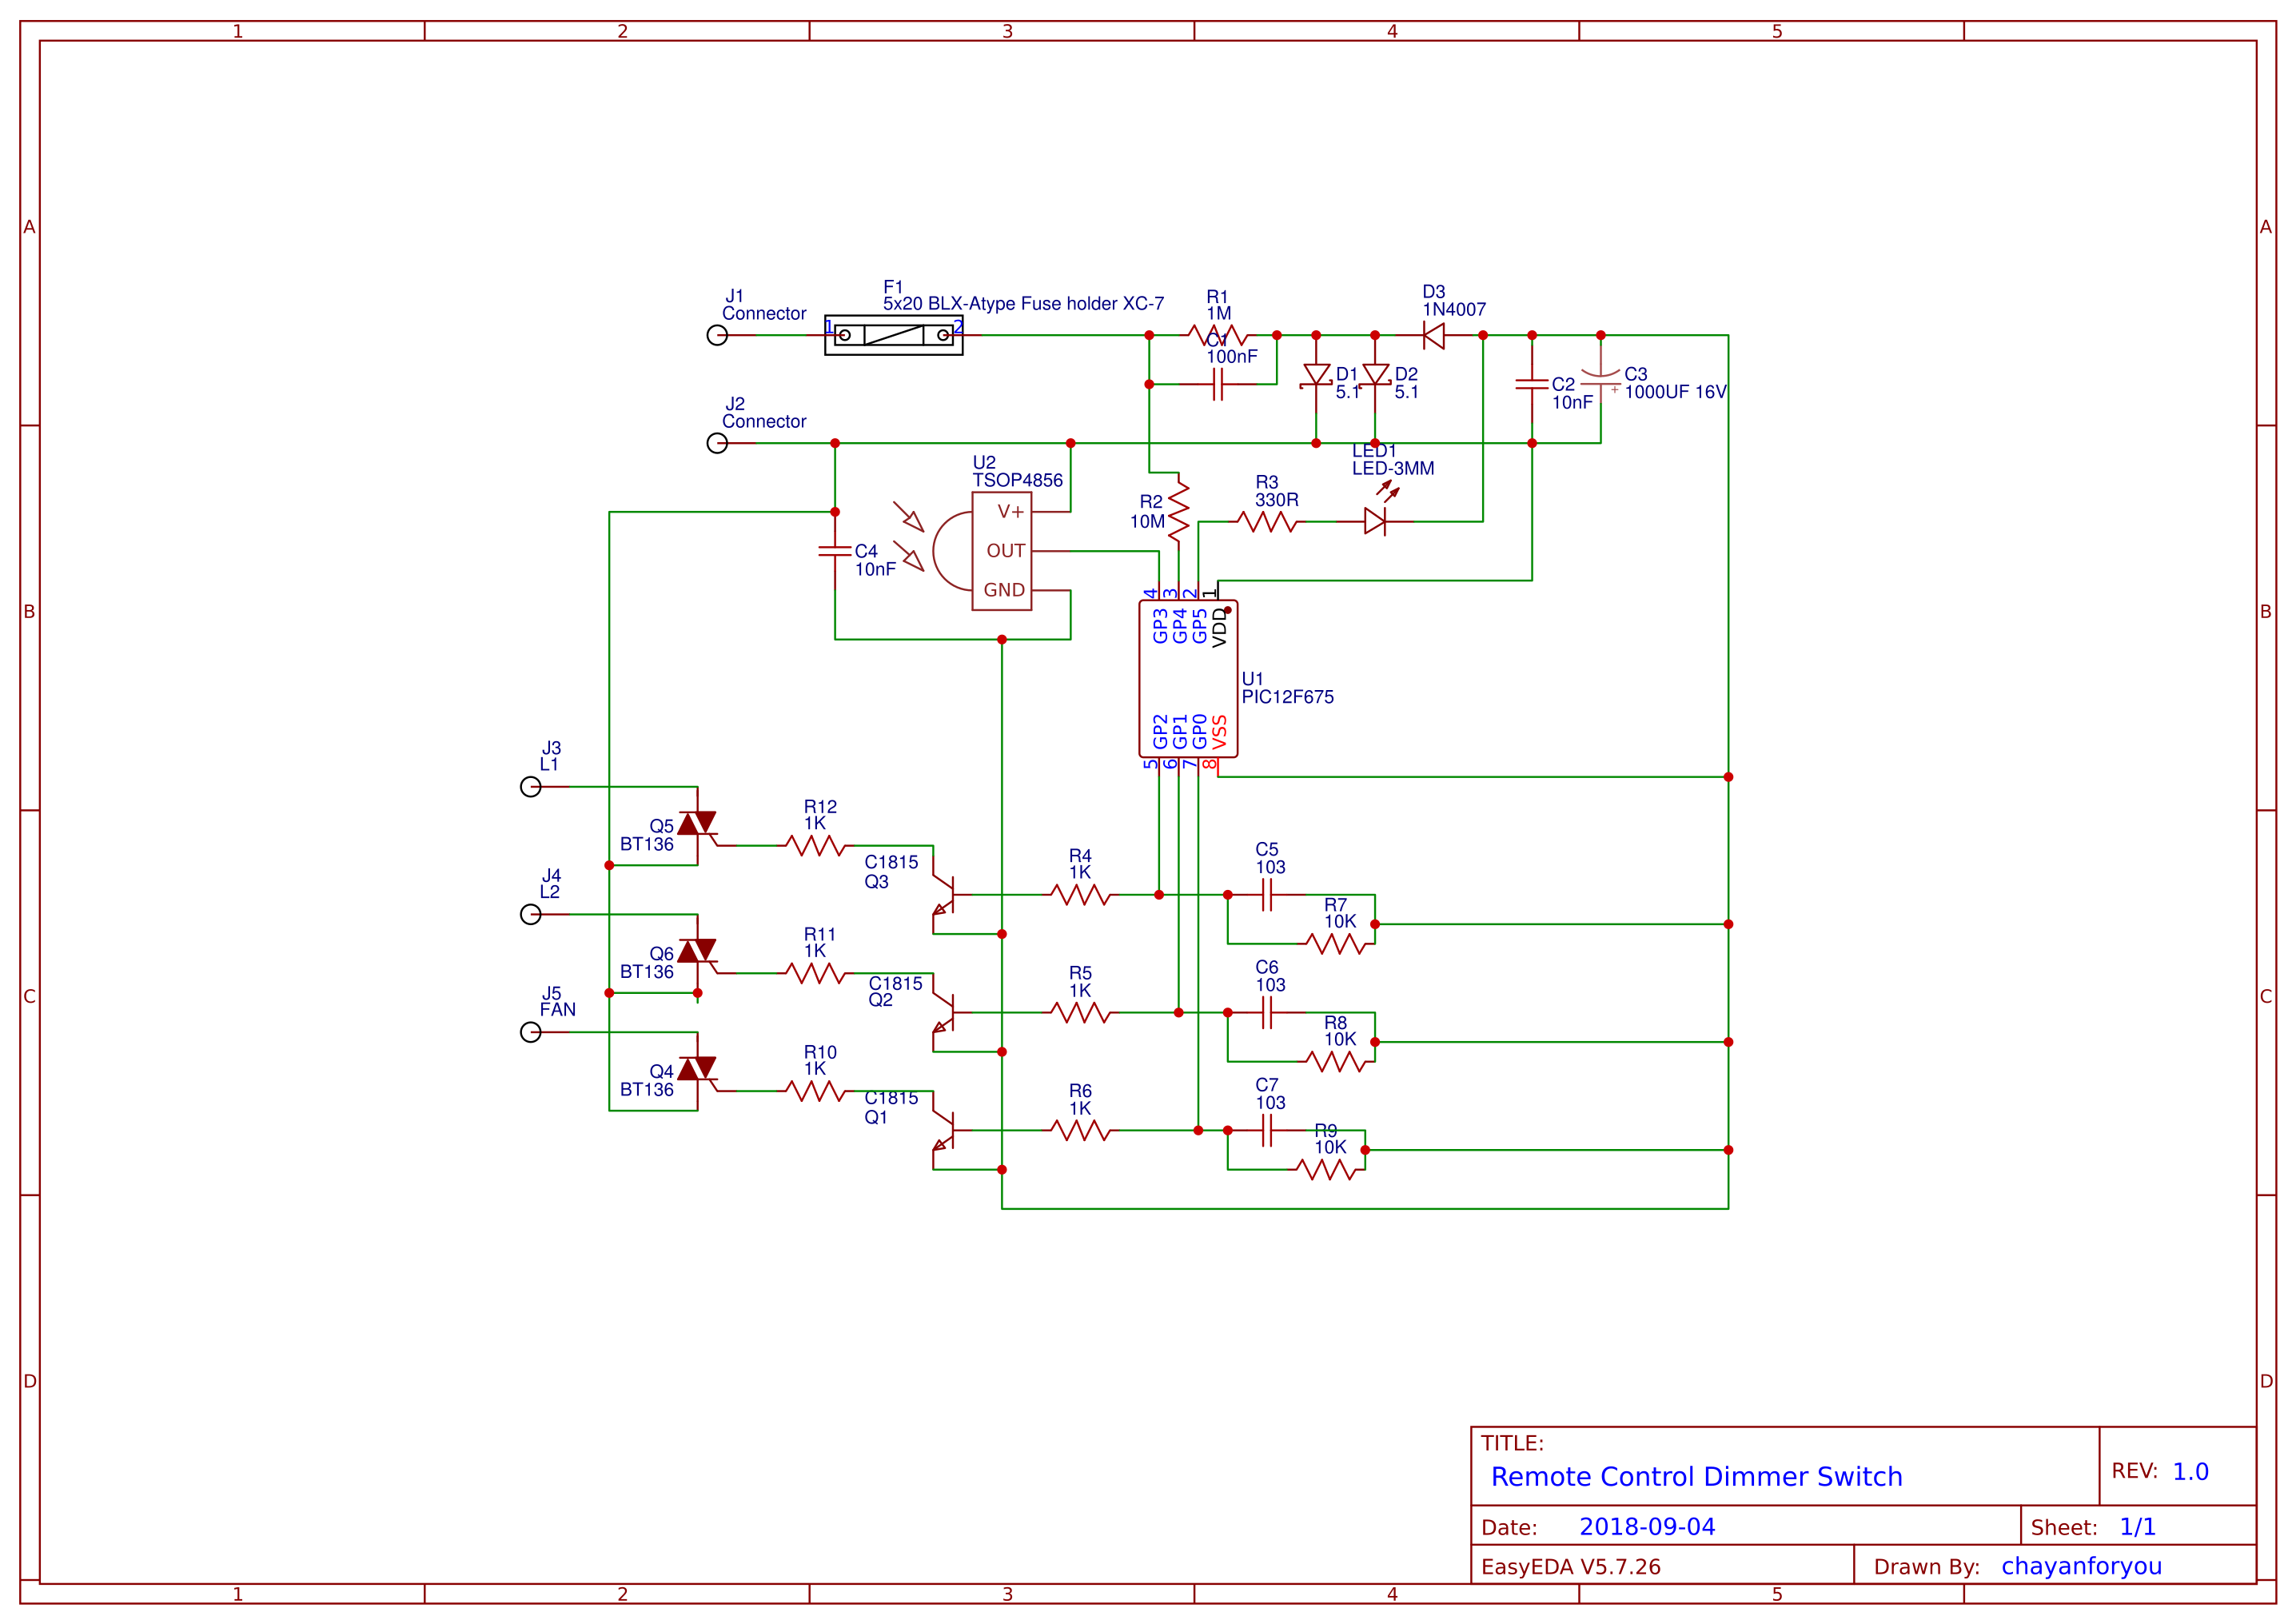 1 2 3 4 5
A A
B B
C C
D D
J1
Connector
F1
5x20 BLX-Atype Fuse holder XC-7
1 2
R1
1M
C1
100nF
D3
1N4007
D1
5.1
D2
5.1
C2
10nF
C3
+
1000UF 16V
J2
Connector
LED1
LED-3MM
U2
TSOP4856
V+
OUT
GND
R2
10M
R3
330R
C4
10nF
4 3 2 1
GP3 GP4 GP5 VDD
U1
PIC12F675
GP2 GP1 GP0 VSS
5 6 7 8
J3
L1
Q5
BT136
R12
1K
C1815
Q3
R4
1K
C5
103
R7
10K
J4
L2
Q6
BT136
R11
1K
C1815
Q2
R5
1K
C6
103
R8
10K
J5
FAN
Q4
BT136
R10
1K
C1815
Q1
R6
1K
C7
103
R9
10K
TITLE:
Remote Control Dimmer Switch
REV: 1.0
Date: 2018-09-04
Sheet: 1/1
EasyEDA V5.7.26
Drawn By: chayanforyou
1 2 3 4 5